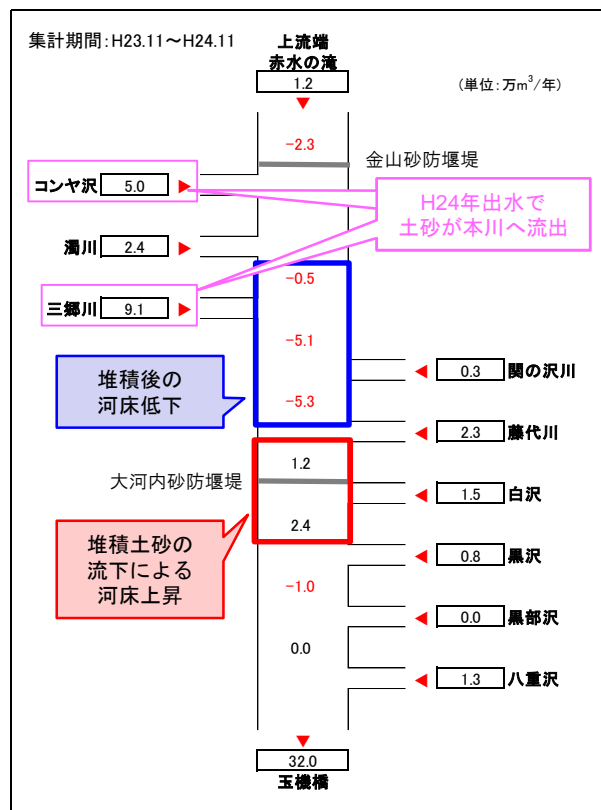 集計期間：H23.11～H24.11
上流端
赤水の滝
1.2
(単位：万m³/年)
-2.3
金山砂防堰堤
コンヤ沢 5.0
H24年出水で
土砂が本川へ流出
濁川 2.4
-0.5
三郷川 9.1
-5.1
堆積後の
河床低下
0.3 関の沢川
-5.3
2.3 藤代川
1.2
大河内砂防堰堤
1.5 白沢
2.4
堆積土砂の
流下による
河床上昇
0.8 黒沢
-1.0
0.0 黒部沢
0.0
1.3 八重沢
32.0
玉機橋